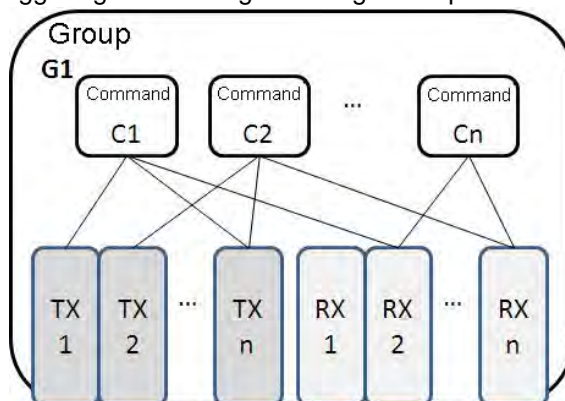 Group
G1
Command Command ... Command
C1 C2 Cn
TX TX ... TX RX RX ... RX
1 2 n 1 2 n